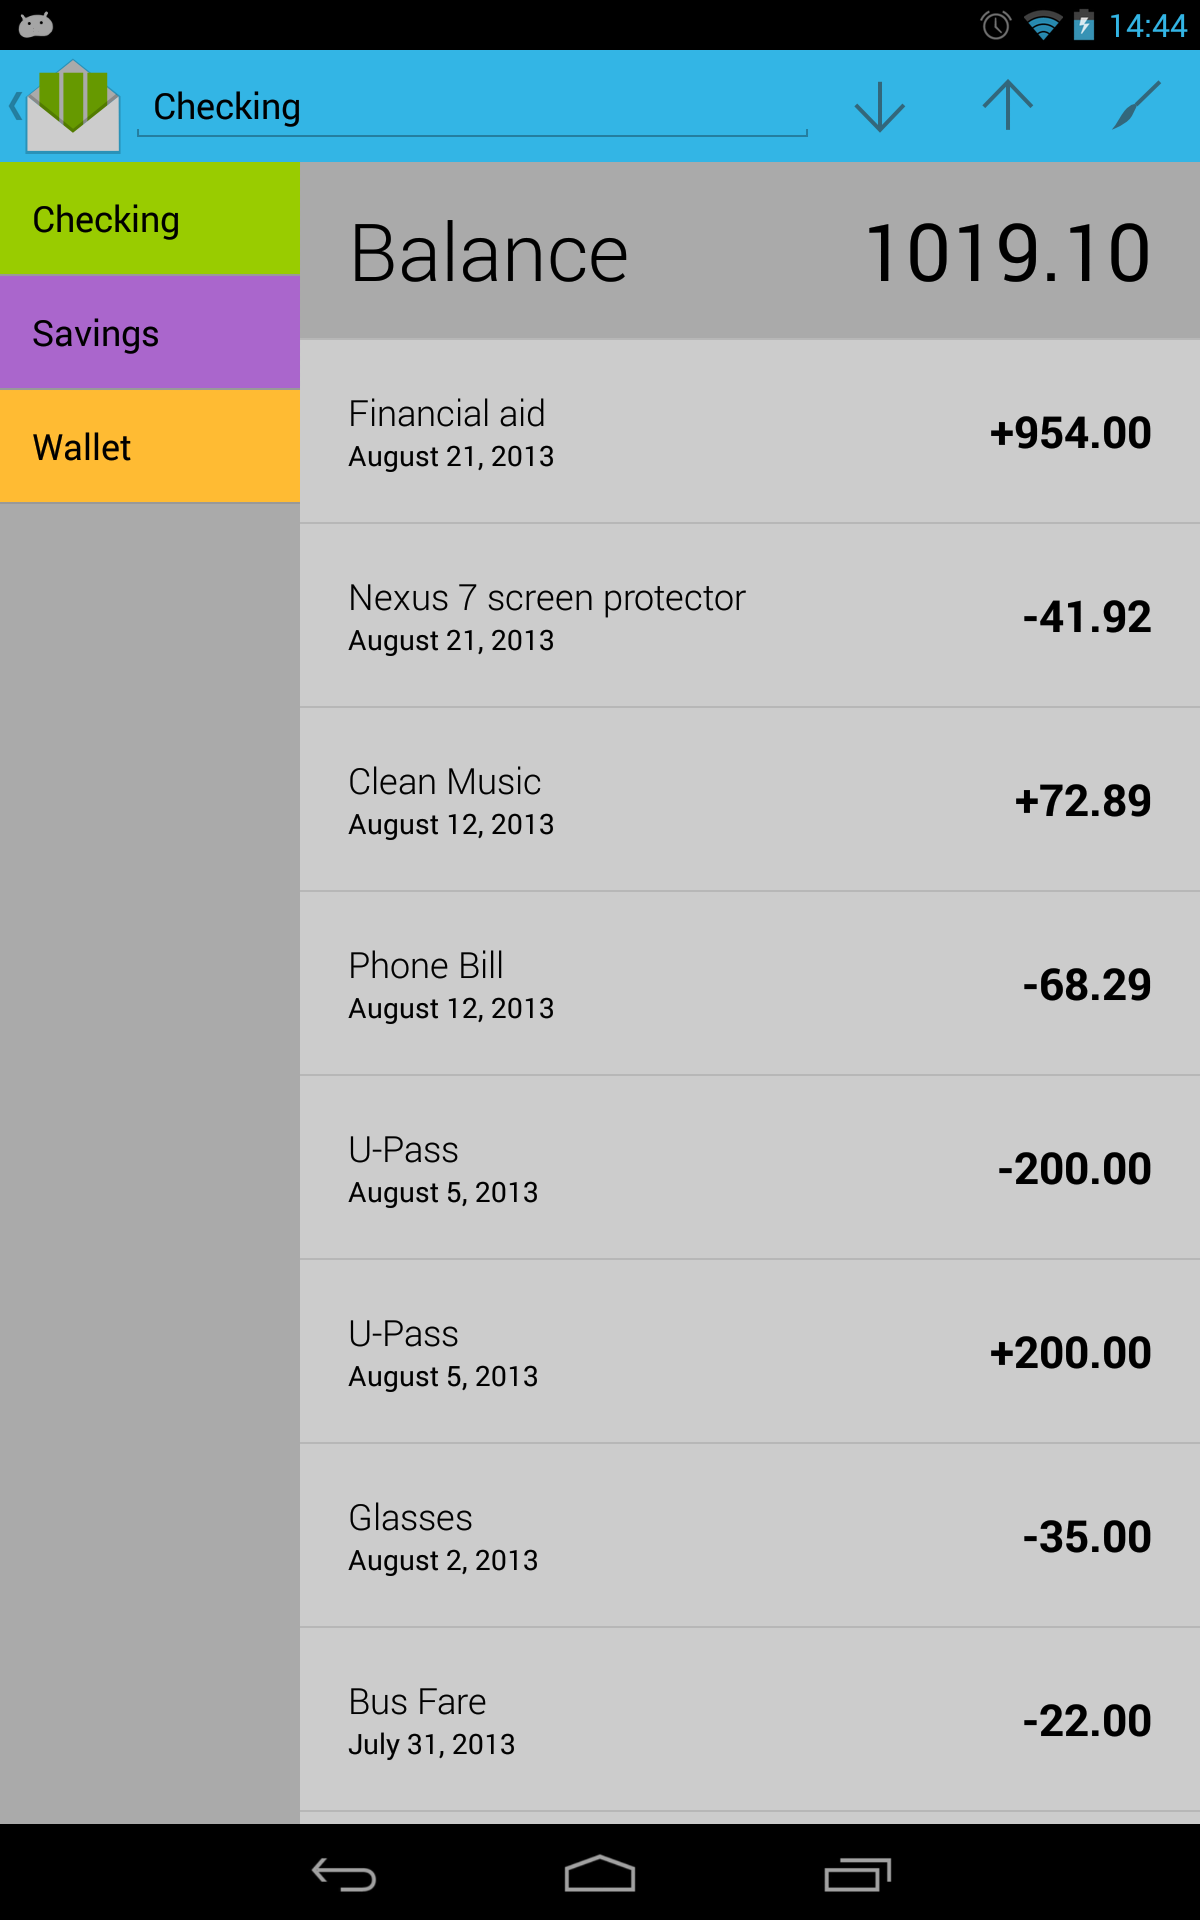 14:44
Checking
Checking
Savings
Wallet
Balance 1019.10
Financial aid
August 21, 2013
+954.00
Nexus 7 screen protector
August 21, 2013
-41.92
Clean Music
August 12, 2013
+72.89
Phone Bill
August 12, 2013
-68.29
U-Pass
August 5, 2013
-200.00
U-Pass
August 5, 2013
+200.00
Glasses
August 2, 2013
-35.00
Bus Fare
July 31, 2013
-22.00